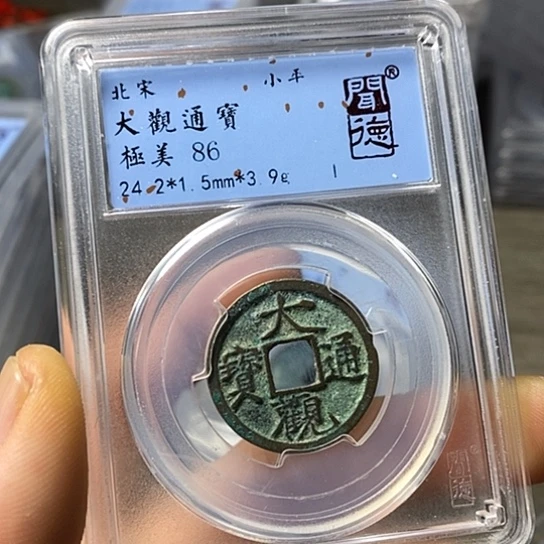 北宋 小平
大觀通寶
極美 86
24.2*1.5mm*3.9g
聞德®
大觀通寶